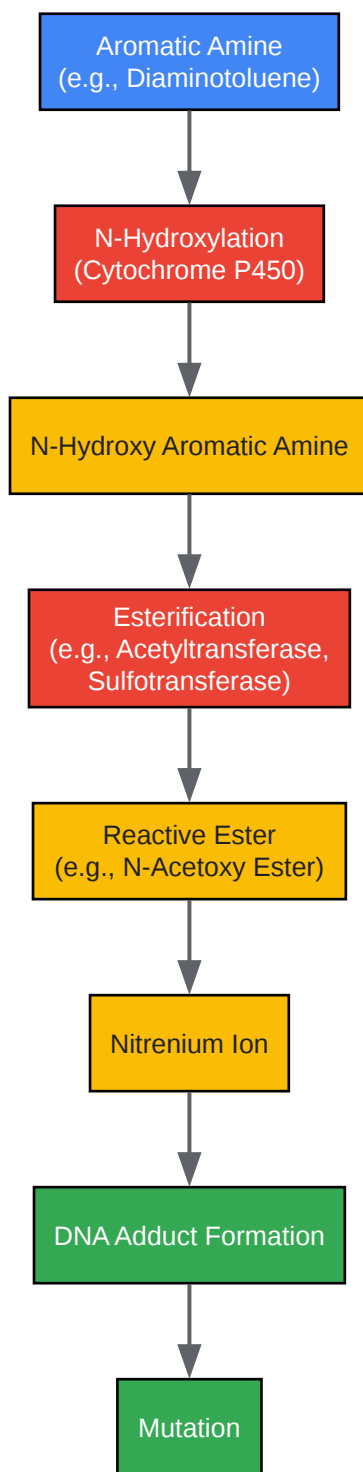 Aromatic Amine
(e.g., Diaminotoluene)
N-Hydroxylation
(Cytochrome P450)
N-Hydroxy Aromatic Amine
Esterification
(e.g., Acetyltransferase,
Sulfotransferase)
Reactive Ester
(e.g., N-Acetoxy Ester)
Nitrenium Ion
DNA Adduct Formation
Mutation